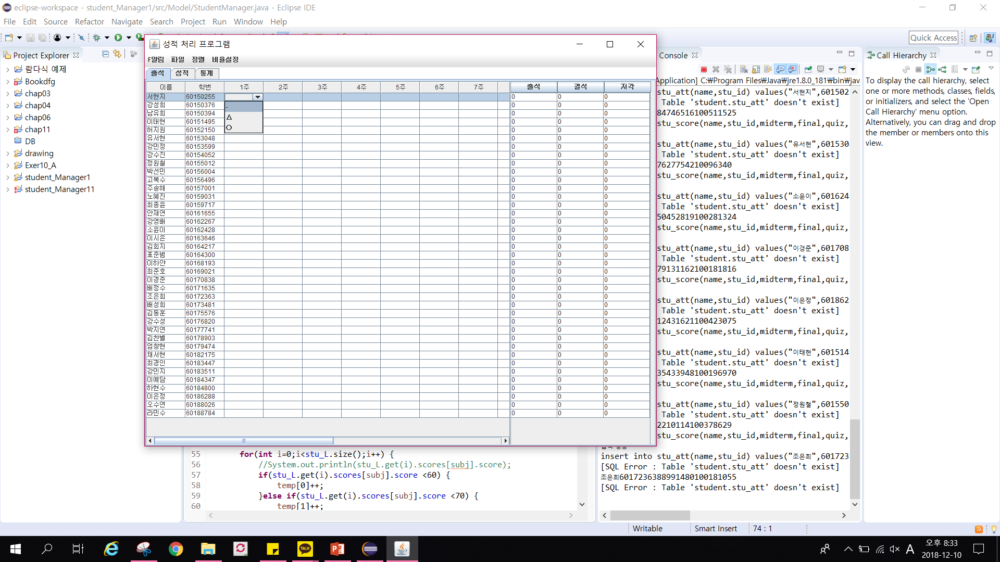 eclipse-workspace - student_Manager1/src/Model/StudentManager.java - Eclipse IDE
File Edit Source Refactor Navigate Search Project Run Window Help
Quick Access
Project Explorer
람다식 예제
Bookdfg
chap03
chap04
chap06
chap11
DB
drawing
Exer10_A
student_Manager1
student_Manager11
성적 처리 프로그램
F알림 파일 정렬 비율설정
출석 성적 통계
이름 학번 1주 2주 3주 4주 5주 6주 7주 출석 결석 지각
서현지 60150255 0 0 0
강성희 60150376 0 0 0
남유희 60150394 0 0 0
이태현 60151495 0 0 0
허지원 60152150 0 0 0
-
△
○
유서현 60153048 0 0 0
강민정 60153599 0 0 0
강수진 60154052 0 0 0
정원철 60155012 0 0 0
박선민 60156004 0 0 0
고복수 60156496 0 0 0
주송해 60157001 0 0 0
노혜진 60159031 0 0 0
최종윤 60159717 0 0 0
안재연 60161655 0 0 0
강영배 60162267 0 0 0
소윤이 60162428 0 0 0
이시은 60163646 0 0 0
김희지 60164217 0 0 0
표준범 60164300 0 0 0
이하얀 60168193 0 0 0
최준호 60169021 0 0 0
이경준 60170838 0 0 0
배정수 60171635 0 0 0
조은희 60172363 0 0 0
배성희 60173481 0 0 0
김동훈 60175576 0 0 0
강수성 60176820 0 0 0
박지연 60177741 0 0 0
김찬별 60178903 0 0 0
엄창현 60179474 0 0 0
채서현 60182175 0 0 0
최경인 60183447 0 0 0
강민지 60183511 0 0 0
이예담 60184347 0 0 0
하현수 60184800 0 0 0
이은정 60186288 0 0 0
오수연 60188026 0 0 0
라민수 60188784 0 0 0
55 for(int i=0;i<stu_L.size();i++) {
56 //System.out.println(stu_L.get(i).scores[subj].score);
57 if(stu_L.get(i).scores[subj].score <60) {
58 temp[0]++;
59 }else if(stu_L.get(i).scores[subj].score <70) {
60 temp[1]++;
Console
Application] C:₩Program Files₩Java₩jre1.8.0_181₩bin₩jav
stu_att(name,stu_id) values("서현지",601502
Table 'student.stu_att' doesn't exist]
84746516100511525
stu_score(name,stu_id,midterm,final,quiz,
stu_att(name,stu_id) values("유서현",601530
Table 'student.stu_att' doesn't exist]
7627754210096340
stu_score(name,stu_id,midterm,final,quiz,
stu_att(name,stu_id) values("소윤이",601624
Table 'student.stu_att' doesn't exist]
50452819100281324
stu_score(name,stu_id,midterm,final,quiz,
stu_att(name,stu_id) values("이경준",601708
Table 'student.stu_att' doesn't exist]
79131162100181816
stu_score(name,stu_id,midterm,final,quiz,
stu_att(name,stu_id) values("이은정",601862
Table 'student.stu_att' doesn't exist]
12431621100423075
stu_score(name,stu_id,midterm,final,quiz,
stu_att(name,stu_id) values("이태현",601514
Table 'student.stu_att' doesn't exist]
35433948100196970
stu_score(name,stu_id,midterm,final,quiz,
stu_att(name,stu_id) values("정원철",601550
Table 'student.stu_att' doesn't exist]
2210114100378629
stu_score(name,stu_id,midterm,final,quiz,
insert into stu_att(name,stu_id) values("조은희",601723
[SQL Error : Table 'student.stu_att' doesn't exist]
조은희6017236388991480100181055
[SQL Error : Table 'student.stu_att' doesn't exist]
Call Hierarchy
To display the call hierarchy, select
one or more methods, classes, fields,
or initializers, and select the 'Open
Call Hierarchy' menu option.
Alternatively, you can drag and drop
the member or members onto this
view.
Writable Smart Insert 74 : 1
TALK
A
오후 8:33
2018-12-10